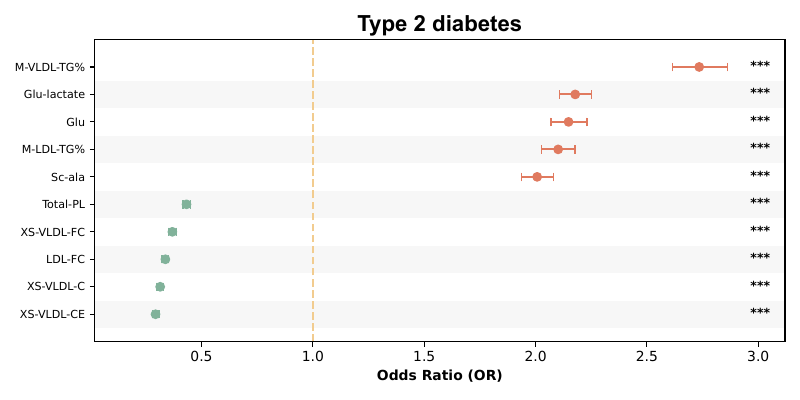 Type 2 diabetes
M-VLDL-TG% ***
Glu-lactate ***
Glu ***
M-LDL-TG% ***
Sc-ala ***
Total-PL ***
XS-VLDL-FC ***
LDL-FC ***
XS-VLDL-C ***
XS-VLDL-CE ***
0.5 1.0 1.5 2.0 2.5 3.0
Odds Ratio (OR)